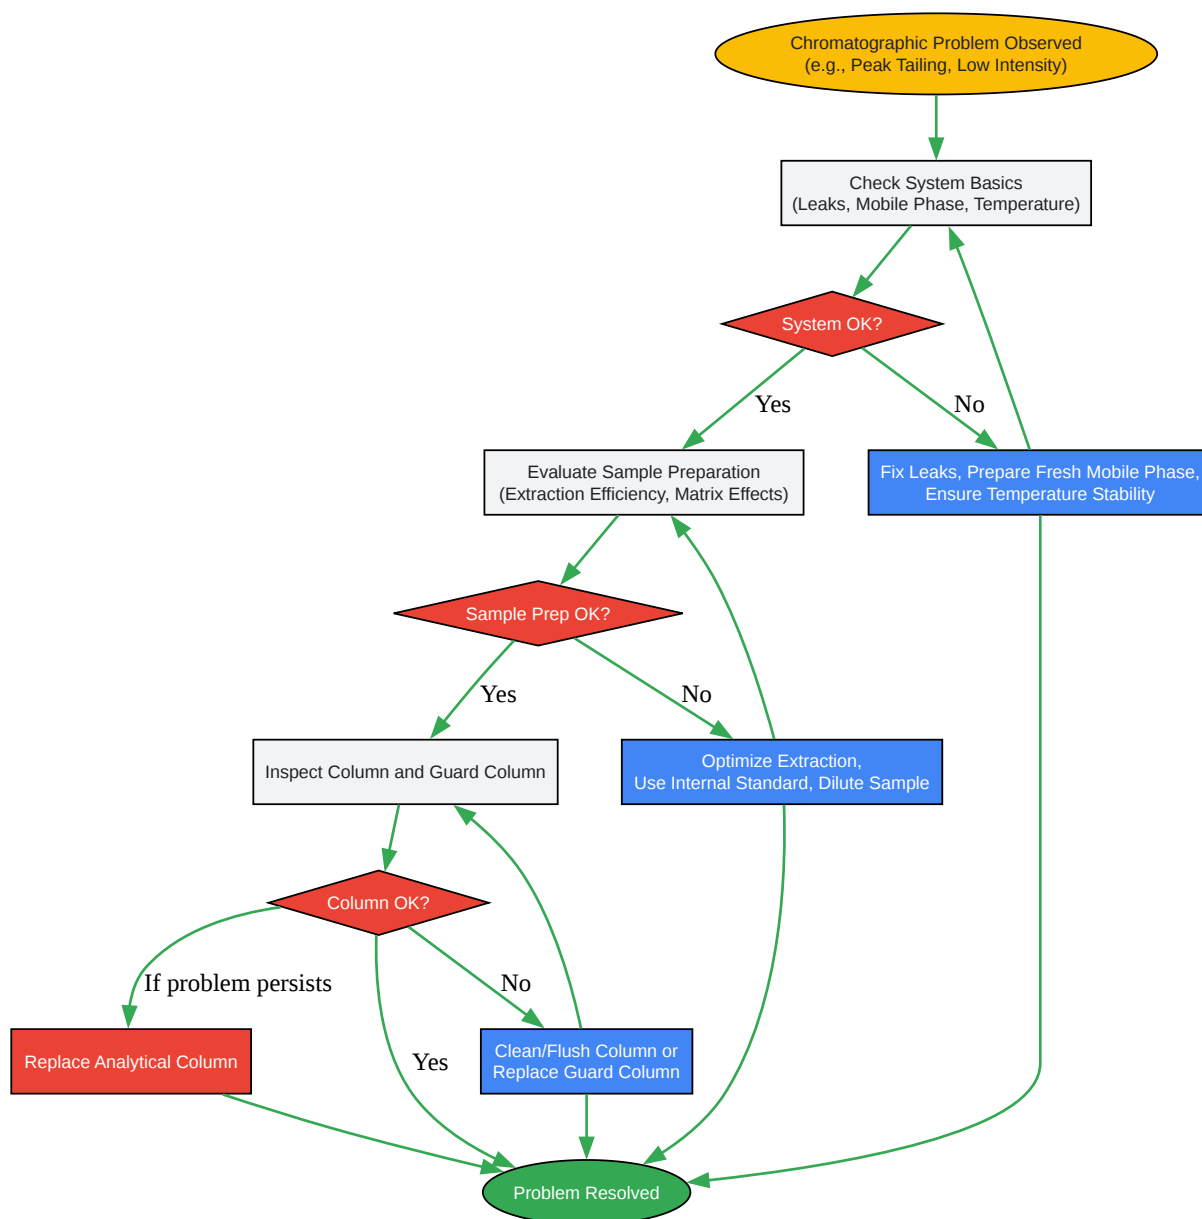 Chromatographic Problem Observed
(e.g., Peak Tailing, Low Intensity)
Check System Basics
(Leaks, Mobile Phase, Temperature)
System OK?
Yes
No
Evaluate Sample Preparation
(Extraction Efficiency, Matrix Effects)
Fix Leaks, Prepare Fresh Mobile Phase,
Ensure Temperature Stability
Sample Prep OK?
Yes
No
Inspect Column and Guard Column
Optimize Extraction,
Use Internal Standard, Dilute Sample
Column OK?
If problem persists
No
Yes
Replace Analytical Column
Clean/Flush Column or
Replace Guard Column
Problem Resolved